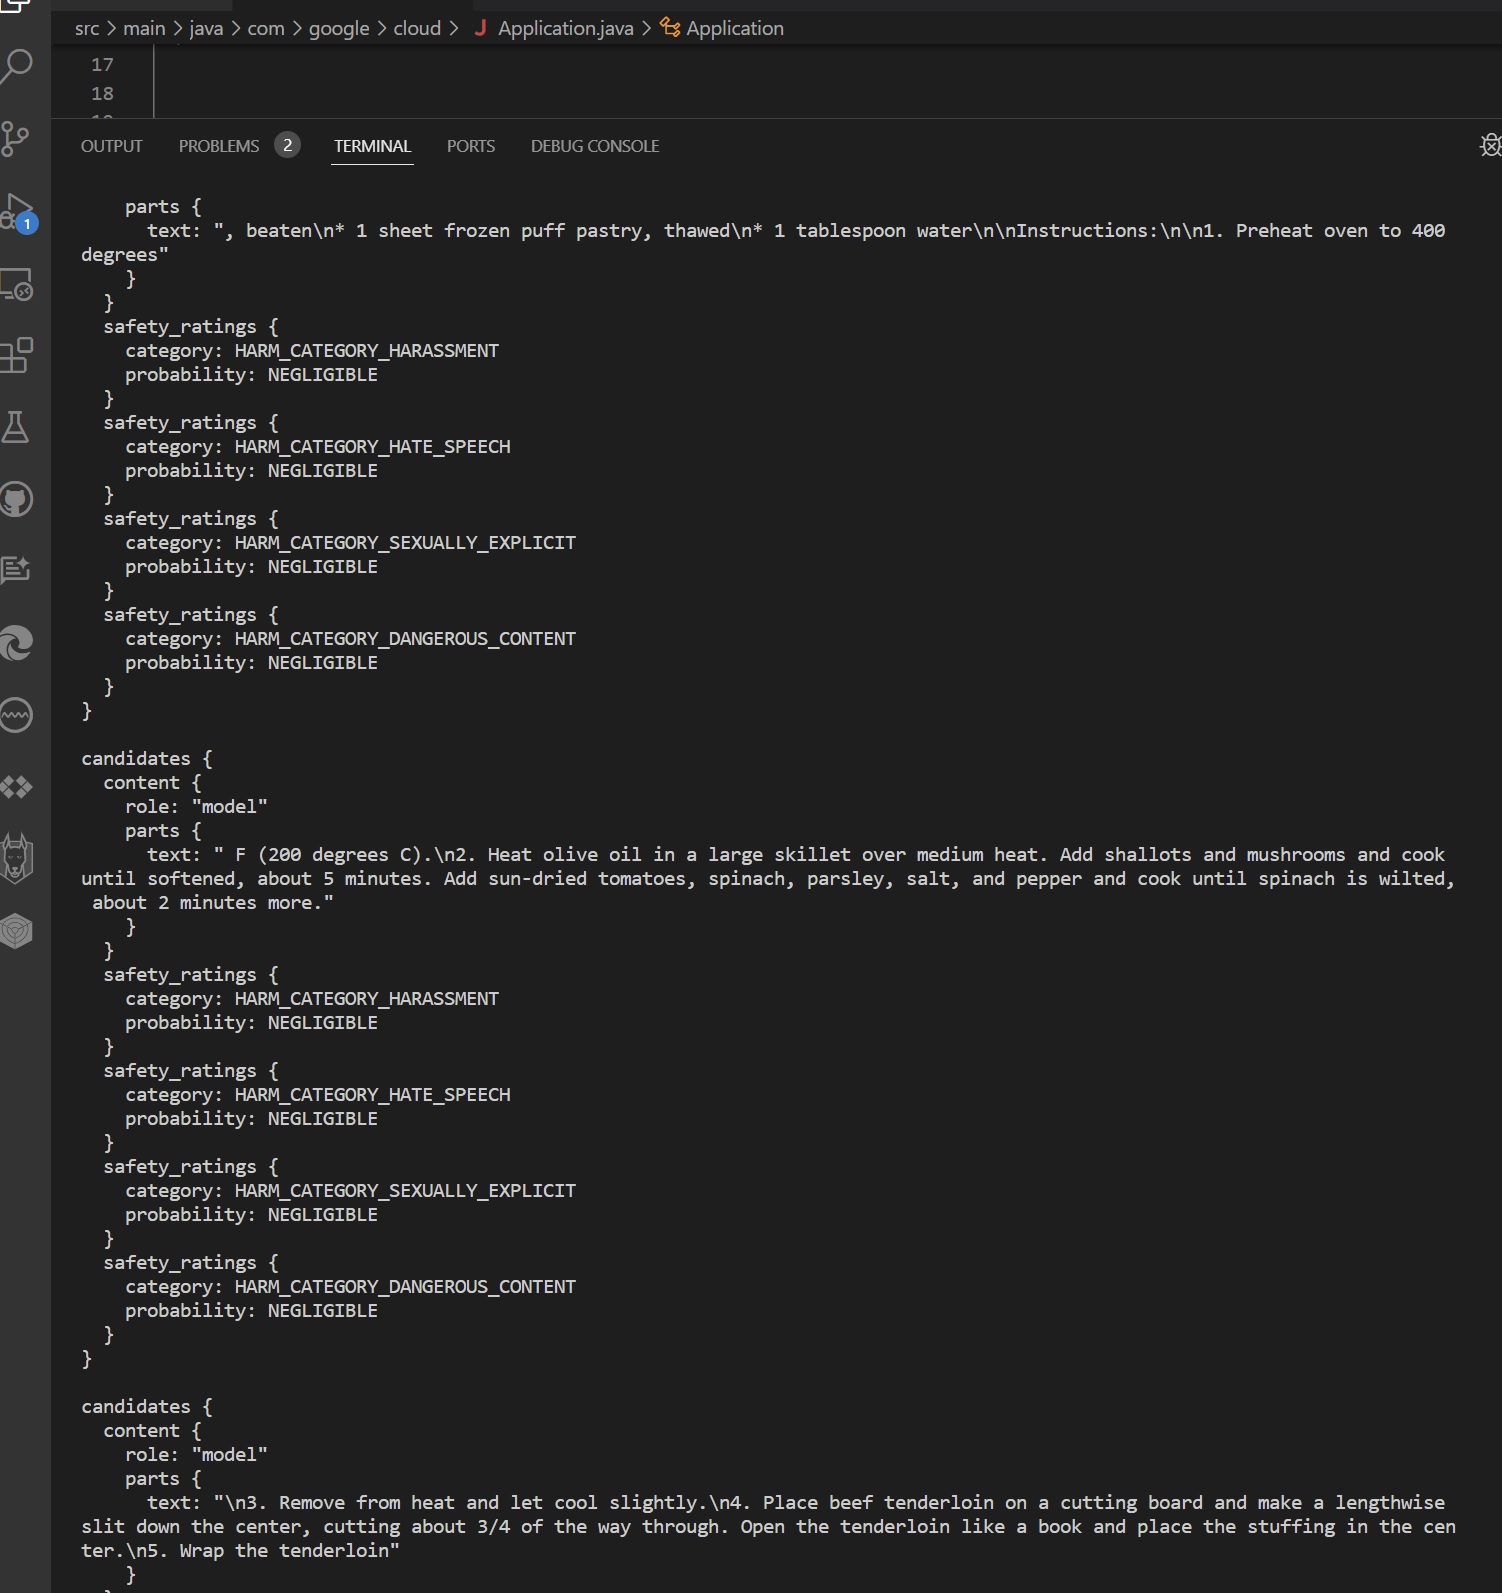 src > main > java > com > google > cloud > J Application.java > Application
17
18
OUTPUT PROBLEMS 2 TERMINAL PORTS DEBUG CONSOLE
1
    parts {
      text: ", beaten\n* 1 sheet frozen puff pastry, thawed\n* 1 tablespoon water\n\nInstructions:\n\n1. Preheat oven to 400
degrees"
    }
  }
  safety_ratings {
    category: HARM_CATEGORY_HARASSMENT
    probability: NEGLIGIBLE
  }
  safety_ratings {
    category: HARM_CATEGORY_HATE_SPEECH
    probability: NEGLIGIBLE
  }
  safety_ratings {
    category: HARM_CATEGORY_SEXUALLY_EXPLICIT
    probability: NEGLIGIBLE
  }
  safety_ratings {
    category: HARM_CATEGORY_DANGEROUS_CONTENT
    probability: NEGLIGIBLE
  }
}
candidates {
  content {
    role: "model"
    parts {
      text: " F (200 degrees C).\n2. Heat olive oil in a large skillet over medium heat. Add shallots and mushrooms and cook
until softened, about 5 minutes. Add sun-dried tomatoes, spinach, parsley, salt, and pepper and cook until spinach is wilted,
 about 2 minutes more."
    }
  }
  safety_ratings {
    category: HARM_CATEGORY_HARASSMENT
    probability: NEGLIGIBLE
  }
  safety_ratings {
    category: HARM_CATEGORY_HATE_SPEECH
    probability: NEGLIGIBLE
  }
  safety_ratings {
    category: HARM_CATEGORY_SEXUALLY_EXPLICIT
    probability: NEGLIGIBLE
  }
  safety_ratings {
    category: HARM_CATEGORY_DANGEROUS_CONTENT
    probability: NEGLIGIBLE
  }
}
candidates {
  content {
    role: "model"
    parts {
      text: "\n3. Remove from heat and let cool slightly.\n4. Place beef tenderloin on a cutting board and make a lengthwise
slit down the center, cutting about 3/4 of the way through. Open the tenderloin like a book and place the stuffing in the cen
ter.\n5. Wrap the tenderloin"
    }